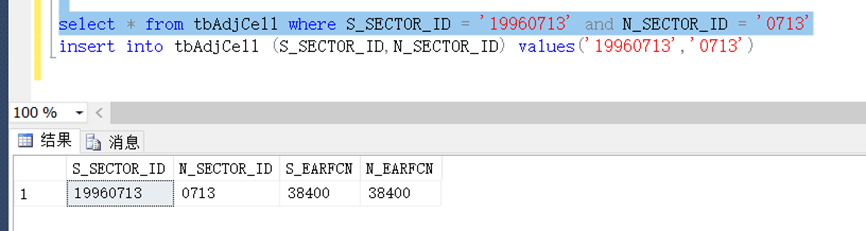 select * from tbAdjCell where S_SECTOR_ID = '19960713' and N_SECTOR_ID = '0713'
insert into tbAdjCell (S_SECTOR_ID,N_SECTOR_ID) values('19960713','0713')
100 %
结果 消息
S_SECTOR_ID N_SECTOR_ID S_EARFCN N_EARFCN
1 19960713 0713 38400 38400